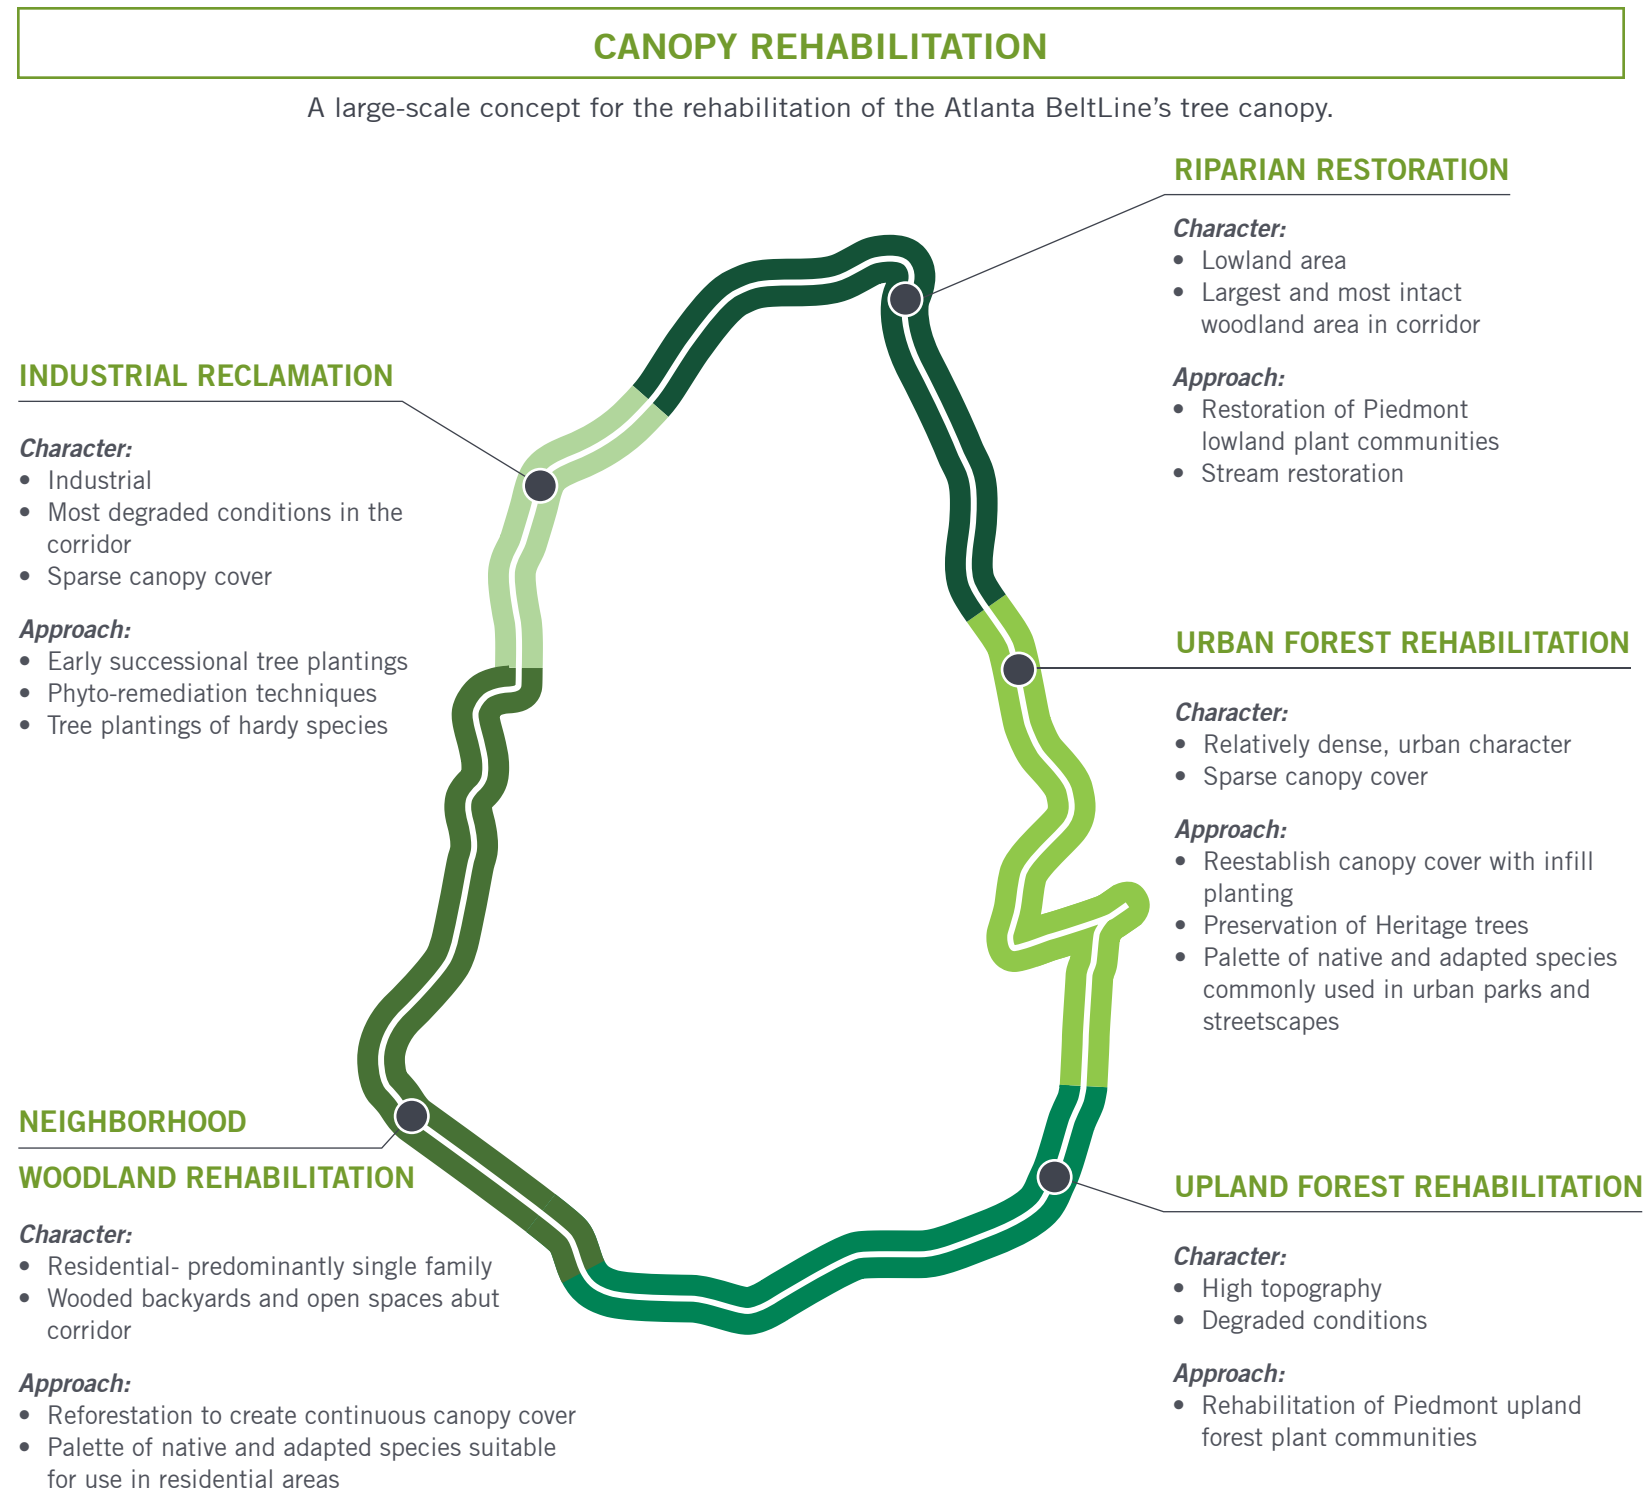 CANOPY REHABILITATION
A large-scale concept for the rehabilitation of the Atlanta BeltLine’s tree canopy.
RIPARIAN RESTORATION
Character:
• Lowland area
• Largest and most intact
woodland area in corridor
Approach:
• Restoration of Piedmont
lowland plant communities
• Stream restoration
INDUSTRIAL RECLAMATION
Character:
• Industrial
• Most degraded conditions in the
corridor
• Sparse canopy cover
Approach:
• Early successional tree plantings
• Phyto-remediation techniques
• Tree plantings of hardy species
URBAN FOREST REHABILITATION
Character:
• Relatively dense, urban character
• Sparse canopy cover
Approach:
• Reestablish canopy cover with infill
planting
• Preservation of Heritage trees
• Palette of native and adapted species
commonly used in urban parks and
streetscapes
NEIGHBORHOOD
WOODLAND REHABILITATION
Character:
• Residential- predominantly single family
• Wooded backyards and open spaces abut
corridor
Approach:
• Reforestation to create continuous canopy cover
• Palette of native and adapted species suitable
for use in residential areas
UPLAND FOREST REHABILITATION
Character:
• High topography
• Degraded conditions
Approach:
• Rehabilitation of Piedmont upland
forest plant communities